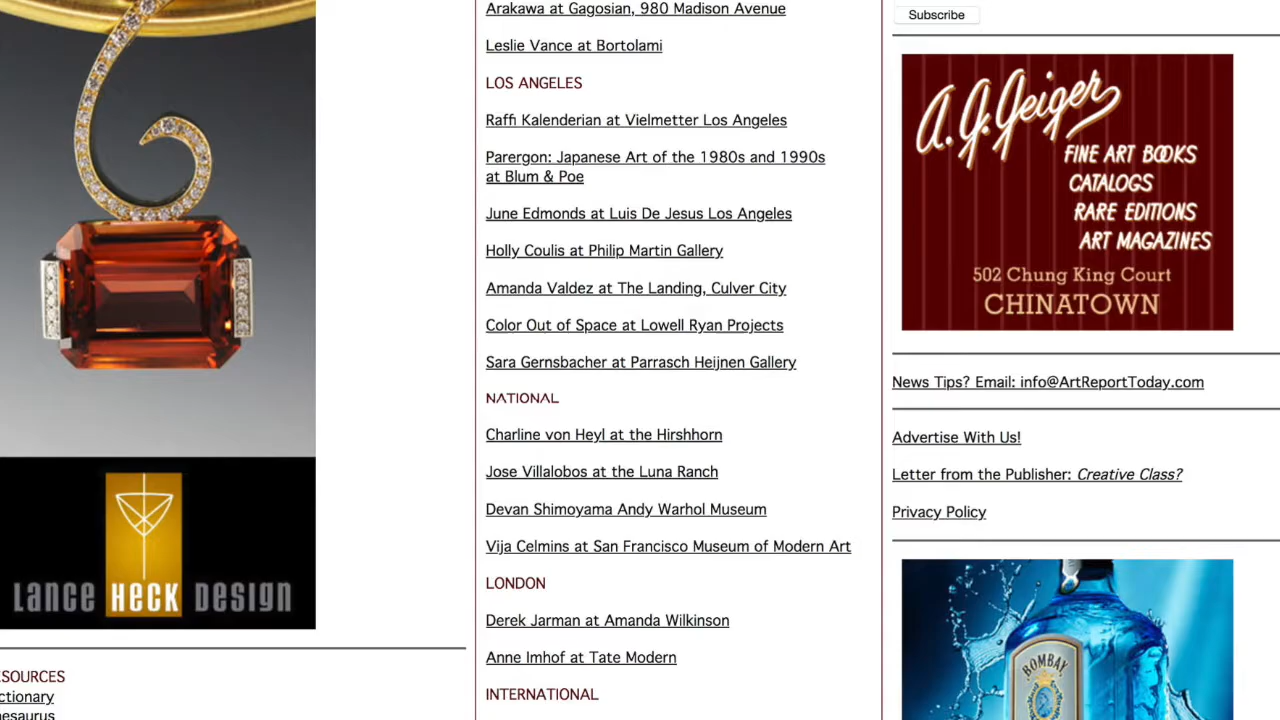 LANCE HECK DESIGN
ESOURCES
ctionary
hesaurus
Arakawa at Gagosian, 980 Madison Avenue
Leslie Vance at Bortolami
LOS ANGELES
Raffi Kalenderian at Vielmetter Los Angeles
Parergon: Japanese Art of the 1980s and 1990s
at Blum & Poe
June Edmonds at Luis De Jesus Los Angeles
Holly Coulis at Philip Martin Gallery
Amanda Valdez at The Landing, Culver City
Color Out of Space at Lowell Ryan Projects
Sara Gernsbacher at Parrasch Heijnen Gallery
NATIONAL
Charline von Heyl at the Hirshhorn
Jose Villalobos at the Luna Ranch
Devan Shimoyama Andy Warhol Museum
Vija Celmins at San Francisco Museum of Modern Art
LONDON
Derek Jarman at Amanda Wilkinson
Anne Imhof at Tate Modern
INTERNATIONAL
Subscribe
A.G. Geiger
FINE ART BOOKS
CATALOGS
RARE EDITIONS
ART MAGAZINES
502 Chung King Court
CHINATOWN
News Tips? Email: info@ArtReportToday.com
Advertise With Us!
Letter from the Publisher: Creative Class?
Privacy Policy
BOMBAY